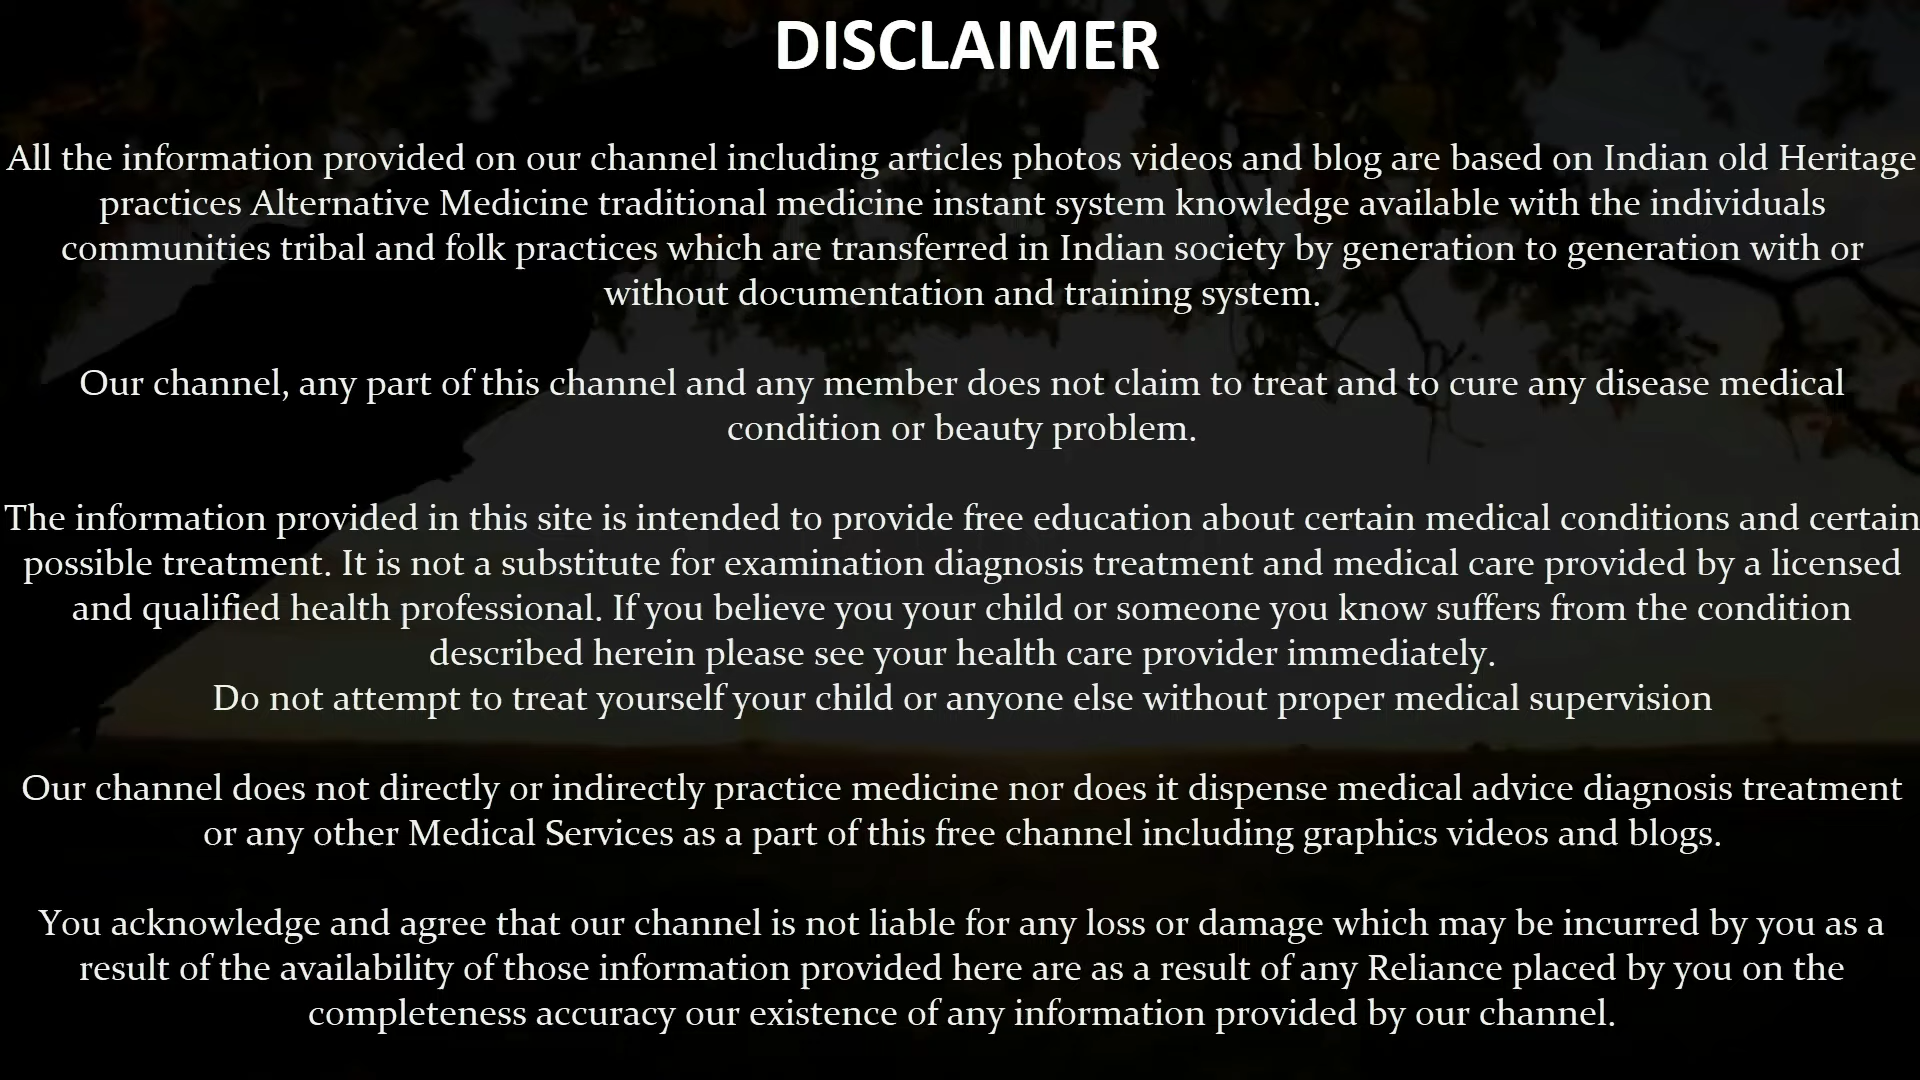 DISCLAIMER
All the information provided on our channel including articles photos videos and blog are based on Indian old Heritage
practices Alternative Medicine traditional medicine instant system knowledge available with the individuals
communities tribal and folk practices which are transferred in Indian society by generation to generation with or
without documentation and training system.
Our channel, any part of this channel and any member does not claim to treat and to cure any disease medical
condition or beauty problem.
The information provided in this site is intended to provide free education about certain medical conditions and certain
possible treatment. It is not a substitute for examination diagnosis treatment and medical care provided by a licensed
and qualified health professional. If you believe you your child or someone you know suffers from the condition
described herein please see your health care provider immediately.
Do not attempt to treat yourself your child or anyone else without proper medical supervision
Our channel does not directly or indirectly practice medicine nor does it dispense medical advice diagnosis treatment
or any other Medical Services as a part of this free channel including graphics videos and blogs.
You acknowledge and agree that our channel is not liable for any loss or damage which may be incurred by you as a
result of the availability of those information provided here are as a result of any Reliance placed by you on the
completeness accuracy our existence of any information provided by our channel.